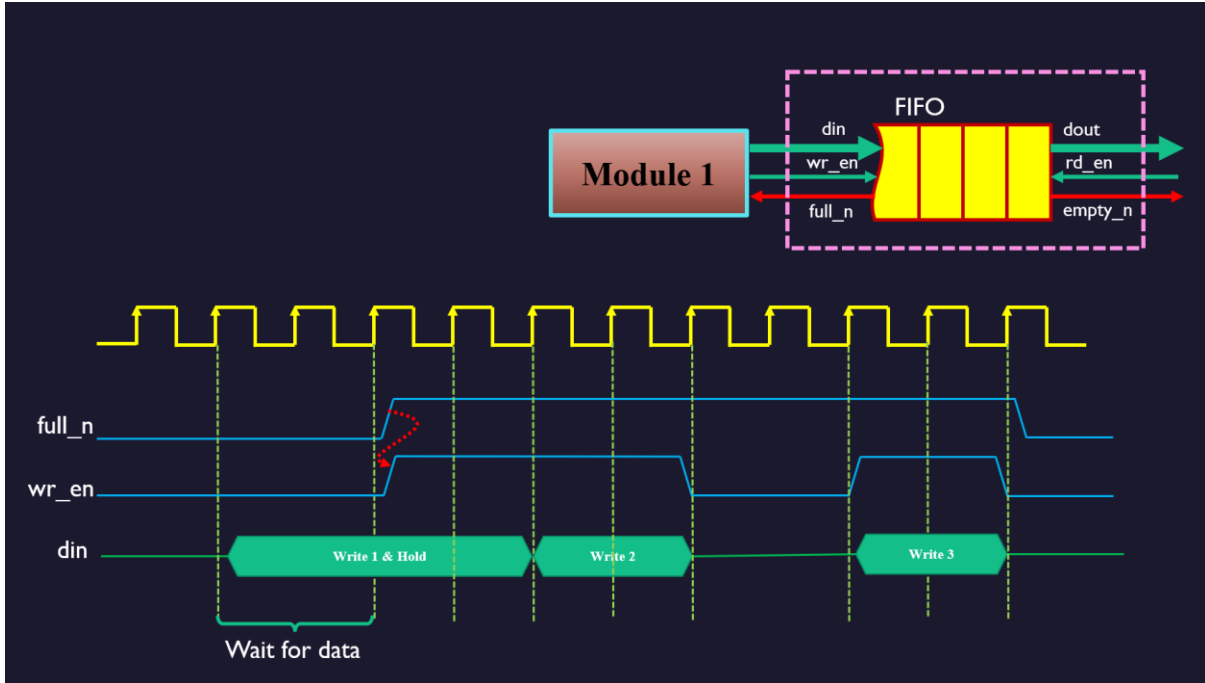 FIFO
din
dout
Module 1
wr_en
rd_en
full_n
empty_n
full_n
wr_en
din
Write 1 & Hold
Write 2
Write 3
Wait for data